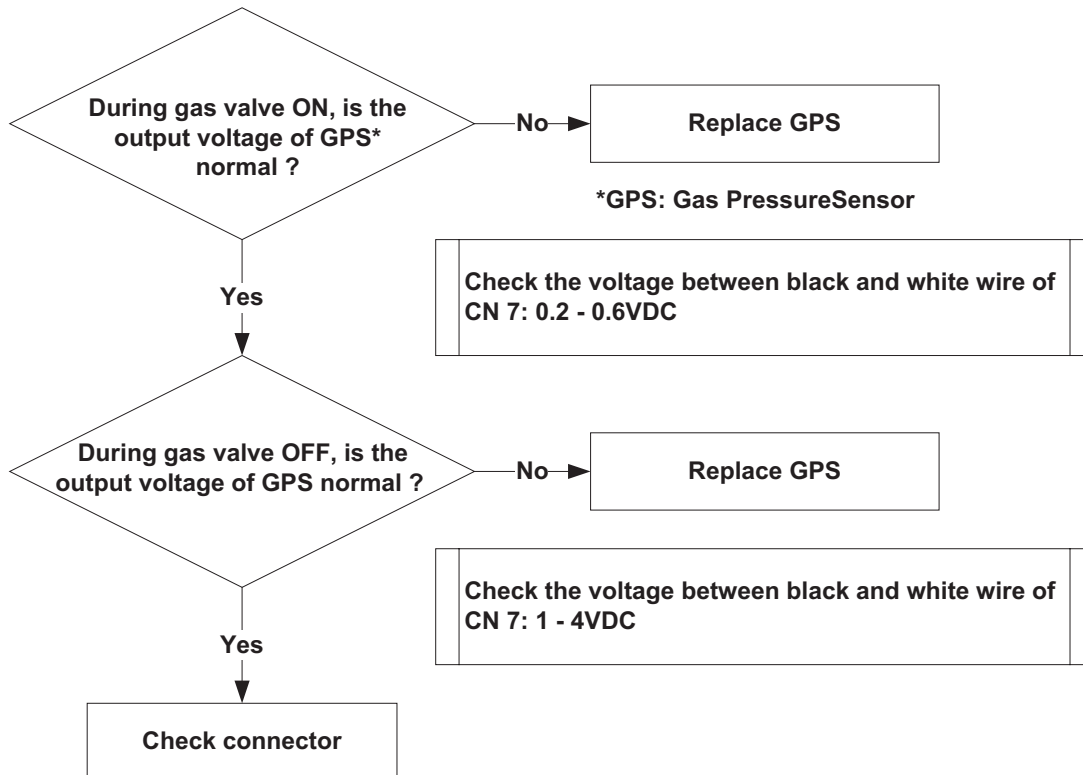 During gas valve ON, is the
output voltage of GPS*
normal ?
No
Replace GPS
*GPS: Gas PressureSensor
Check the voltage between black and white wire of
CN 7: 0.2 - 0.6VDC
Yes
During gas valve OFF, is the
output voltage of GPS normal ?
No
Replace GPS
Check the voltage between black and white wire of
CN 7: 1 - 4VDC
Yes
Check connector